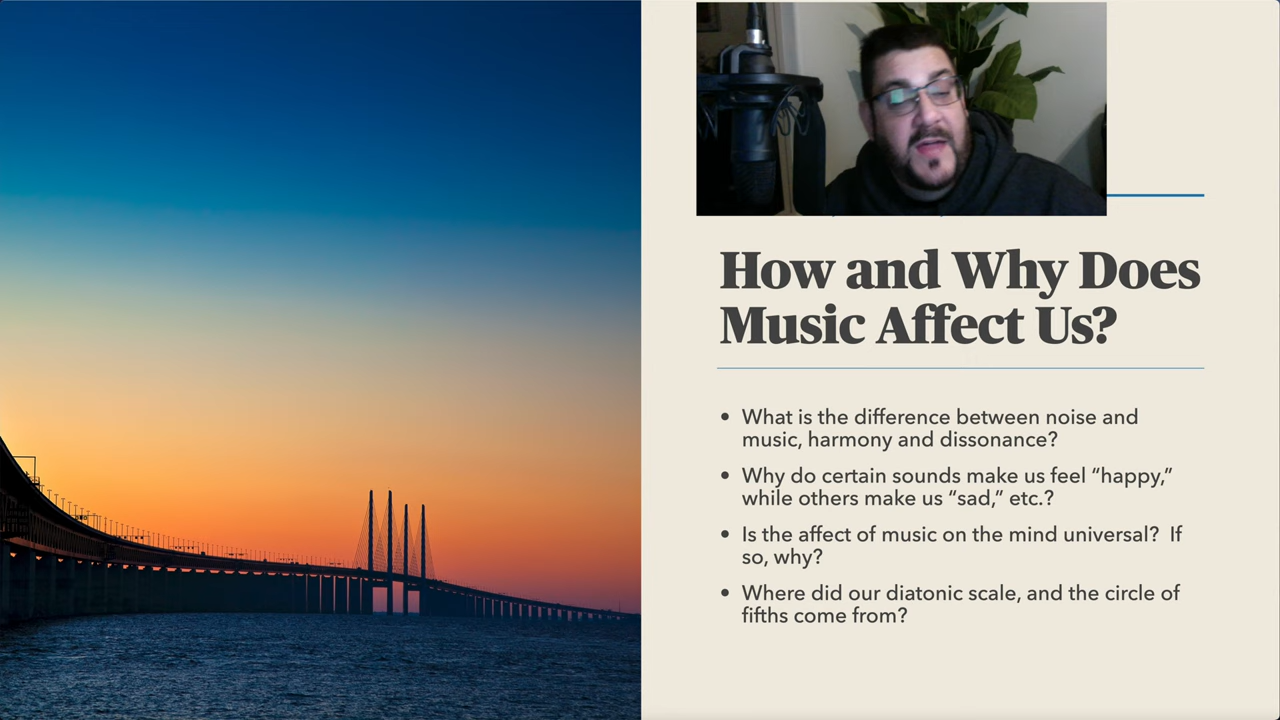 How and Why Does
Music Affect Us?
• What is the difference between noise and
music, harmony and dissonance?
• Why do certain sounds make us feel “happy,”
while others make us “sad,” etc.?
• Is the affect of music on the mind universal?  If
so, why?
• Where did our diatonic scale, and the circle of
fifths come from?